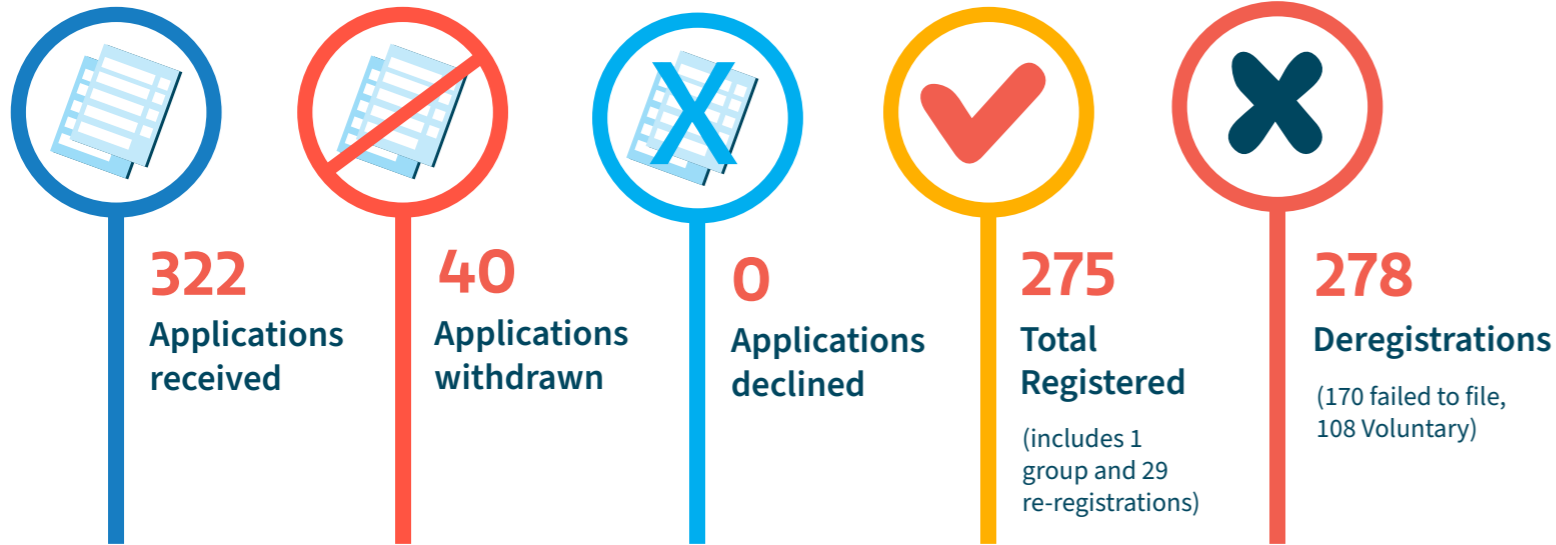 322
Applications
received
40
Applications
withdrawn
0
Applications
declined
275
Total
Registered
(includes 1
group and 29
re-registrations)
278
Deregistrations
(170 failed to file,
108 Voluntary)